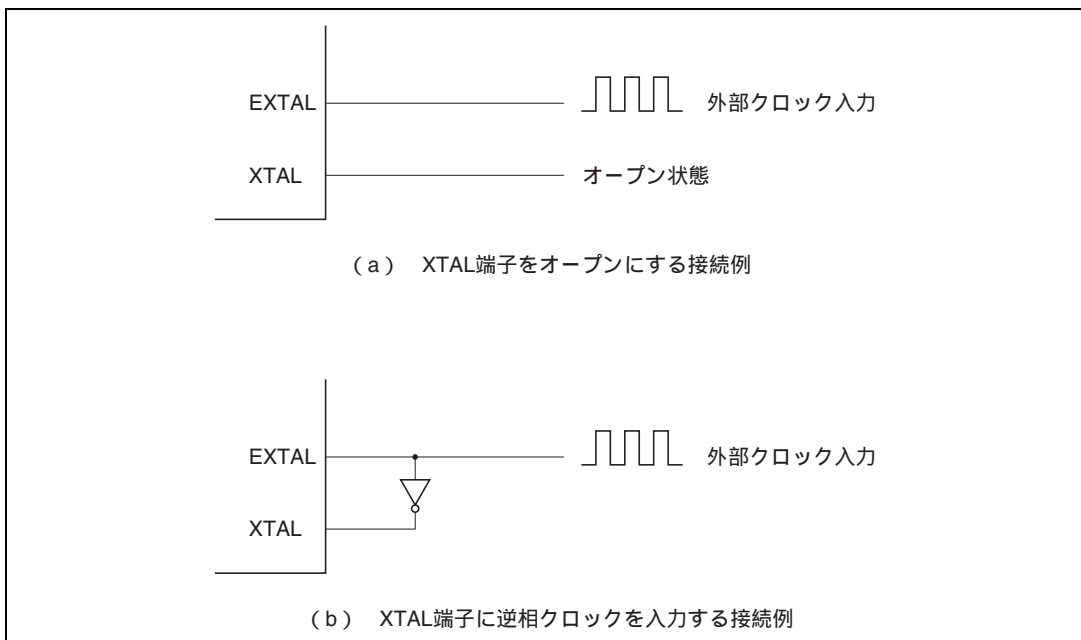 EXTAL 外部クロック入力
XTAL オープン状態
（a） XTAL端子をオープンにする接続例
EXTAL 外部クロック入力
XTAL
（b） XTAL端子に逆相クロックを入力する接続例